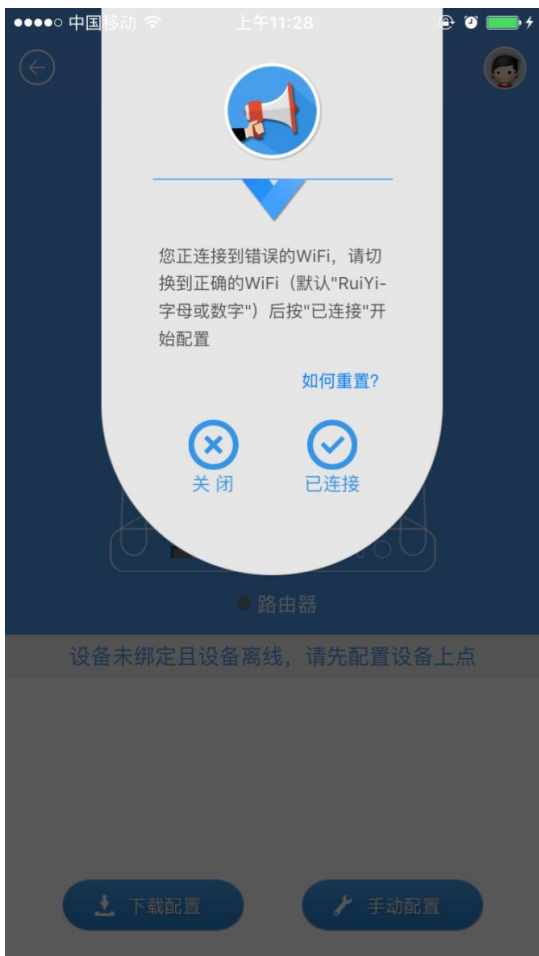 中国移动
上午11:28
您正连接到错误的WiFi，请切
换到正确的WiFi（默认"RuiYi-
字母或数字"）后按"已连接"开
始配置
如何重置?
关 闭
已连接
路由器
设备未绑定且设备离线，请先配置设备上点
下载配置
手动配置